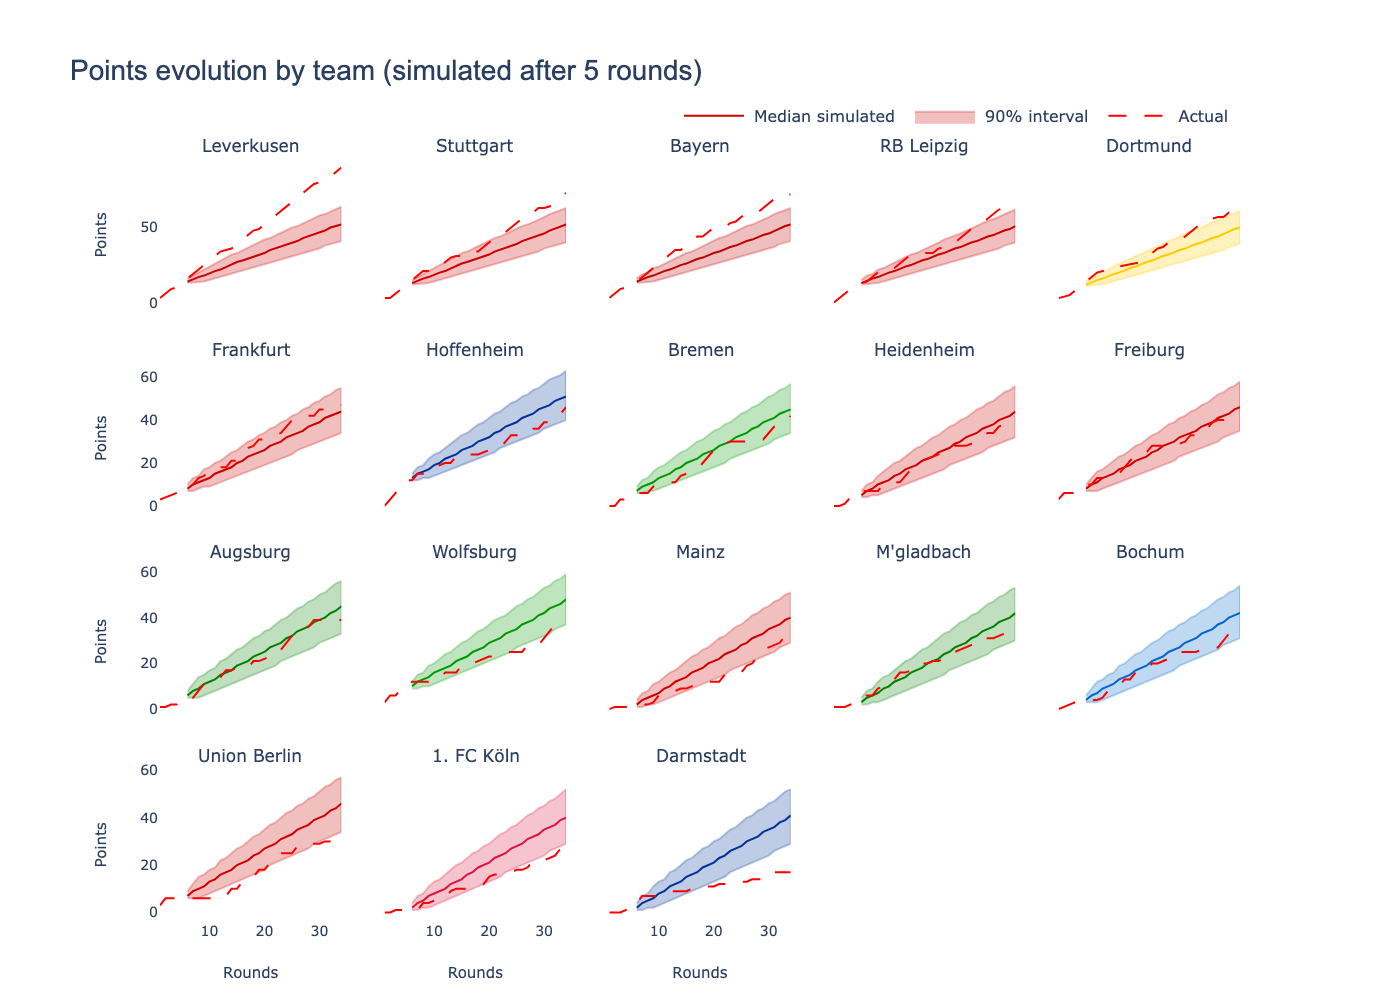 Points evolution by team (simulated after 5 rounds)
Median simulated 90% interval Actual
Leverkusen Stuttgart Bayern RB Leipzig Dortmund
Points
50
0
Frankfurt Hoffenheim Bremen Heidenheim Freiburg
Points
60
40
20
0
Augsburg Wolfsburg Mainz M'gladbach Bochum
Points
60
40
20
0
Union Berlin 1. FC Köln Darmstadt
Points
60
40
20
0
10 20 30 10 20 30 10 20 30
Rounds Rounds Rounds